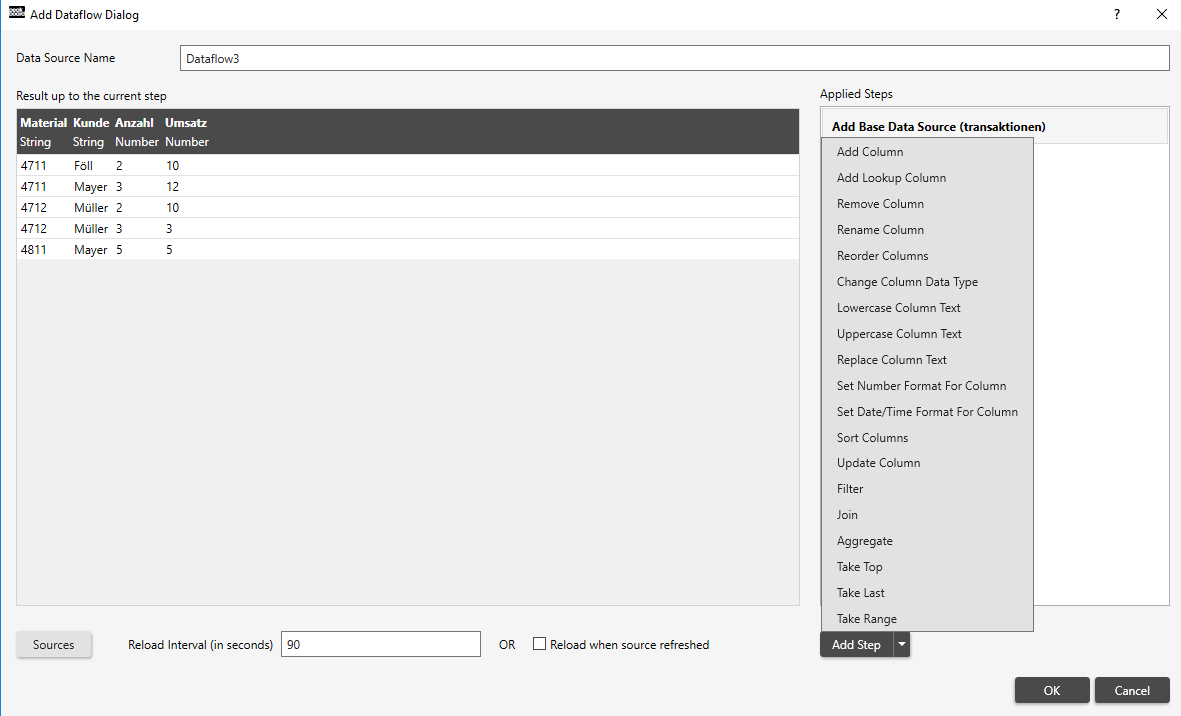 peak board Add Dataflow Dialog ?
Data Source Name Dataflow3
Result up to the current step
Material Kunde Anzahl Umsatz
String String Number Number
4711 Föll 2 10
4711 Mayer 3 12
4712 Müller 2 10
4712 Müller 3 3
4811 Mayer 5 5
Applied Steps
Add Base Data Source (transaktionen)
Add Column
Add Lookup Column
Remove Column
Rename Column
Reorder Columns
Change Column Data Type
Lowercase Column Text
Uppercase Column Text
Replace Column Text
Set Number Format For Column
Set Date/Time Format For Column
Sort Columns
Update Column
Filter
Join
Aggregate
Take Top
Take Last
Take Range
Sources Reload Interval (in seconds) 90 OR Reload when source refreshed Add Step
OK Cancel